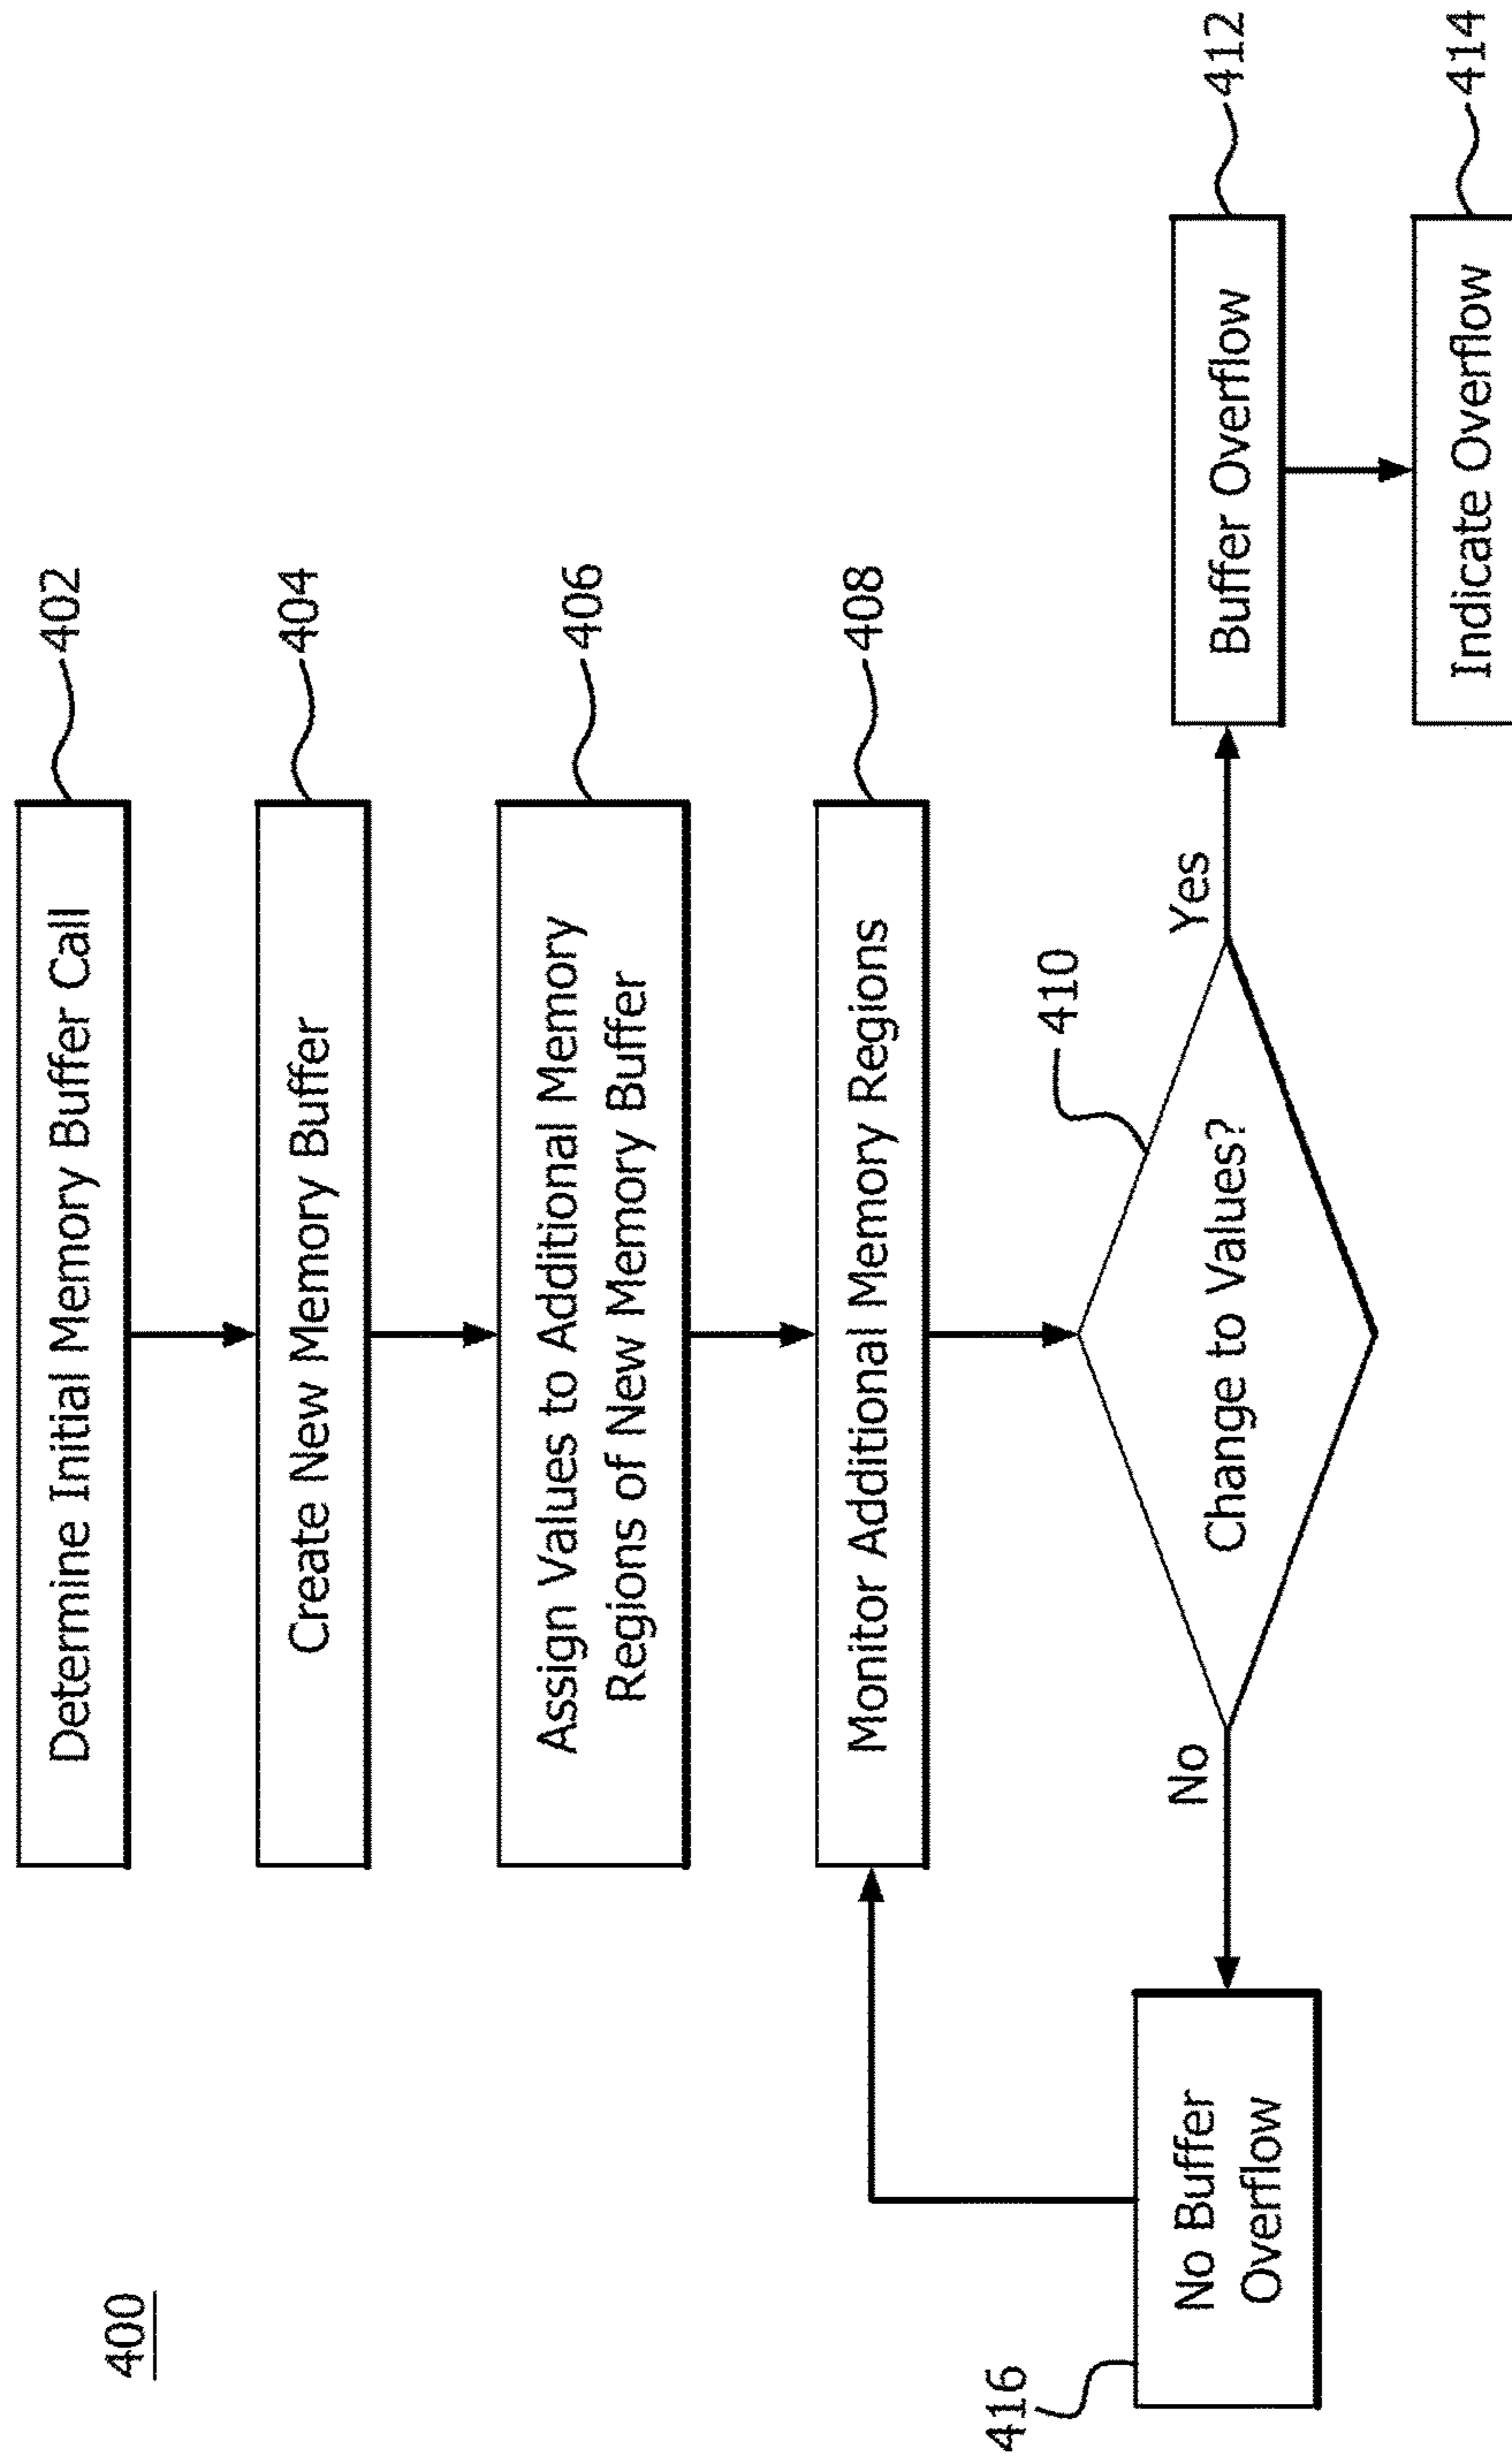 400
Determine Initial Memory Buffer Call
402
Create New Memory Buffer
404
Assign Values to Additional Memory
Regions of New Memory Buffer
406
Monitor Additional Memory Regions
408
410
Change to Values?
No
Yes
No Buffer
Overflow
416
Buffer Overflow
412
Indicate Overflow
414